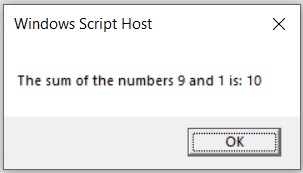 Windows Script Host
The sum of the numbers 9 and 1 is: 10
OK